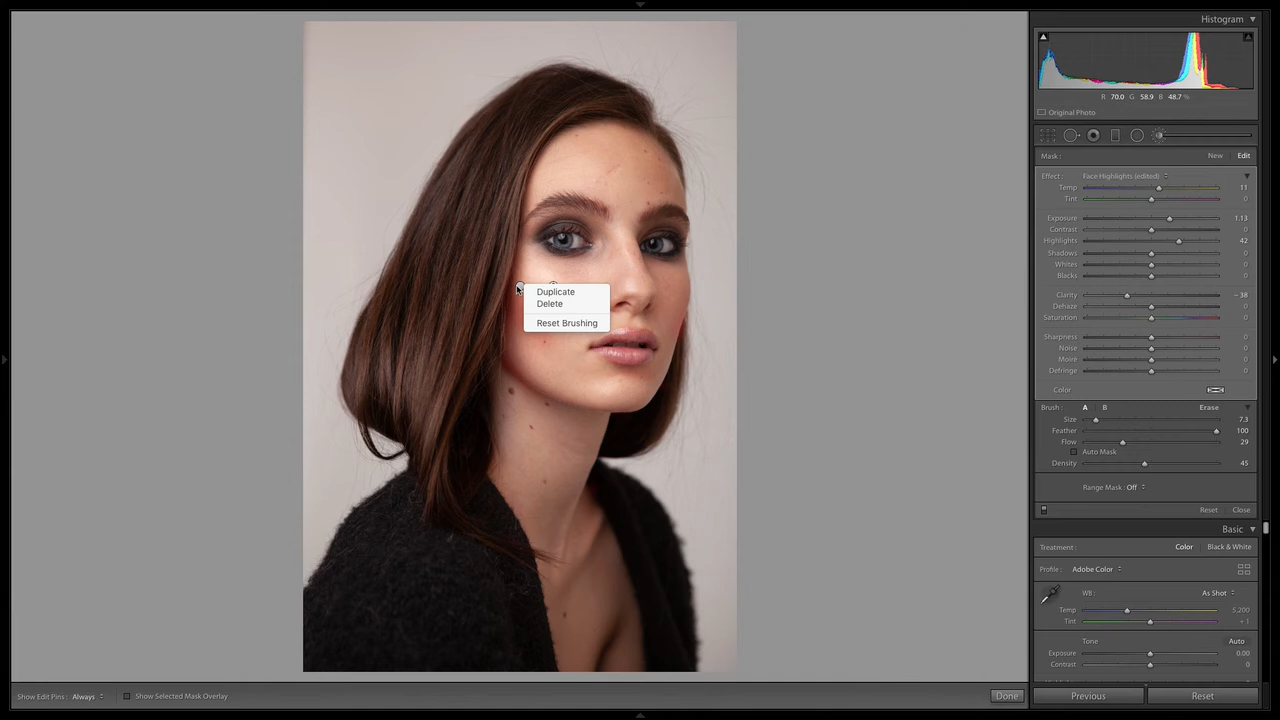 Histogram
R 70.0 G 58.9 B 48.7 %
Original Photo
Mask : New Edit
Effect : Face Highlights (edited)
Temp 11
Tint 0
Exposure 1.13
Contrast 0
Highlights 42
Shadows 0
Whites 0
Blacks 0
Clarity – 38
Dehaze 0
Saturation 0
Sharpness 0
Noise 0
Moire 0
Defringe 0
Color
Brush : A B Erase
Size 7.3
Feather 100
Flow 29
Auto Mask
Density 45
Range Mask : Off
Reset Close
Basic
Treatment : Color Black & White
Profile : Adobe Color
WB : As Shot
Temp 5,200
Tint + 1
Tone Auto
Exposure 0.00
Contrast 0
Previous Reset
Duplicate
Delete
Reset Brushing
Show Edit Pins : Always Show Selected Mask Overlay Done